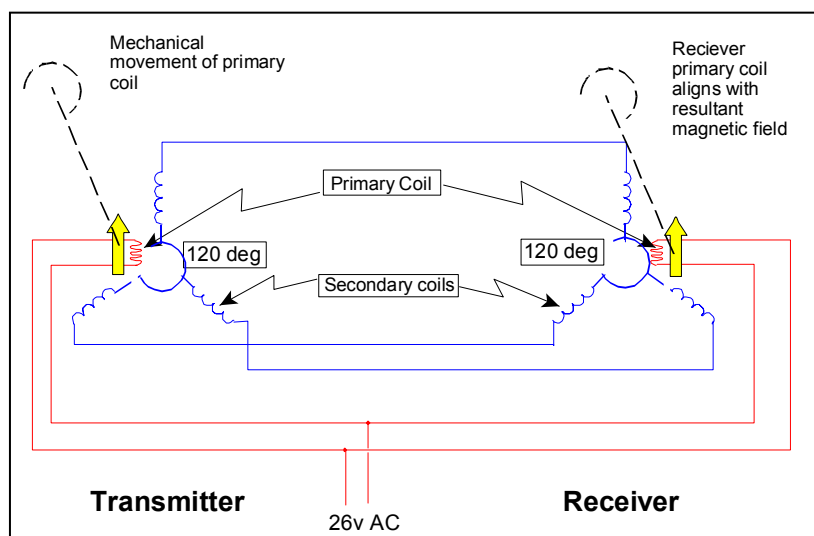 Mechanical
movement of primary
coil
Reciever
primary coil
aligns with
resultant
magnetic field
Primary Coil
120 deg
120 deg
Secondary coils
Transmitter
Receiver
26v AC